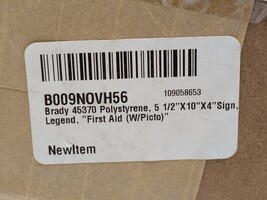 B009NOVH56
109058653
Brady 45370 Polystyrene, 5 1/2"X10"X4"Sign,
Legend, "First Aid (W/Picto)"
NewItem